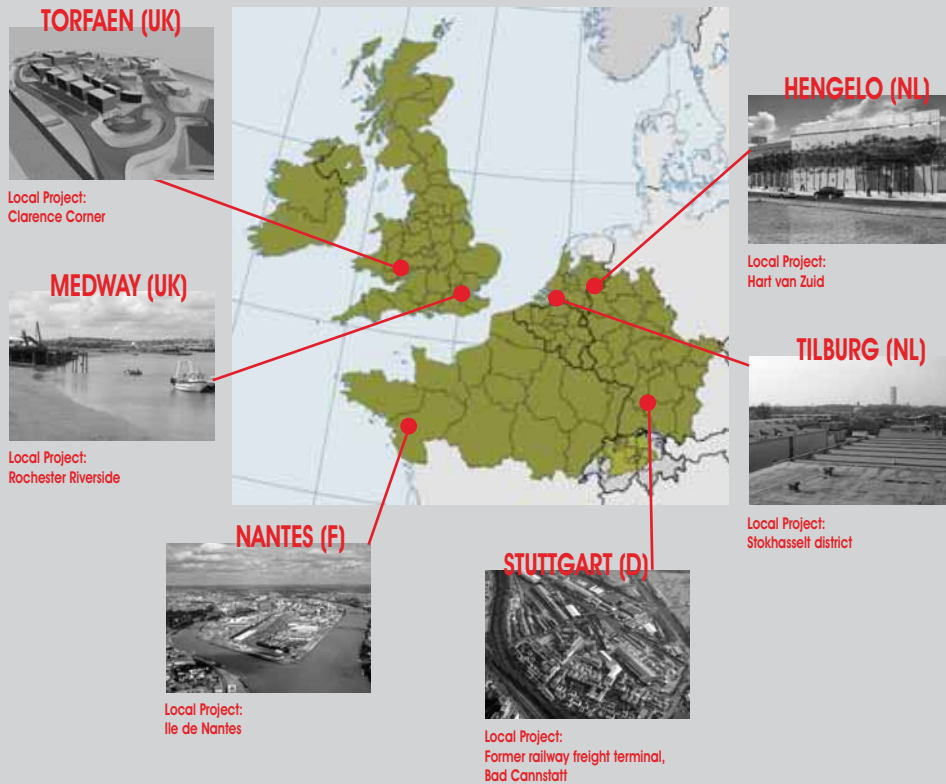 TORFAEN (UK)
Local Project:
Clarence Corner
HENGELO (NL)
Local Project:
Hart van Zuid
MEDWAY (UK)
Local Project:
Rochester Riverside
TILBURG (NL)
Local Project:
Stokhasselt district
NANTES (F)
Local Project:
Ile de Nantes
STUTTGART (D)
Local Project:
Former railway freight terminal,
Bad Cannstatt